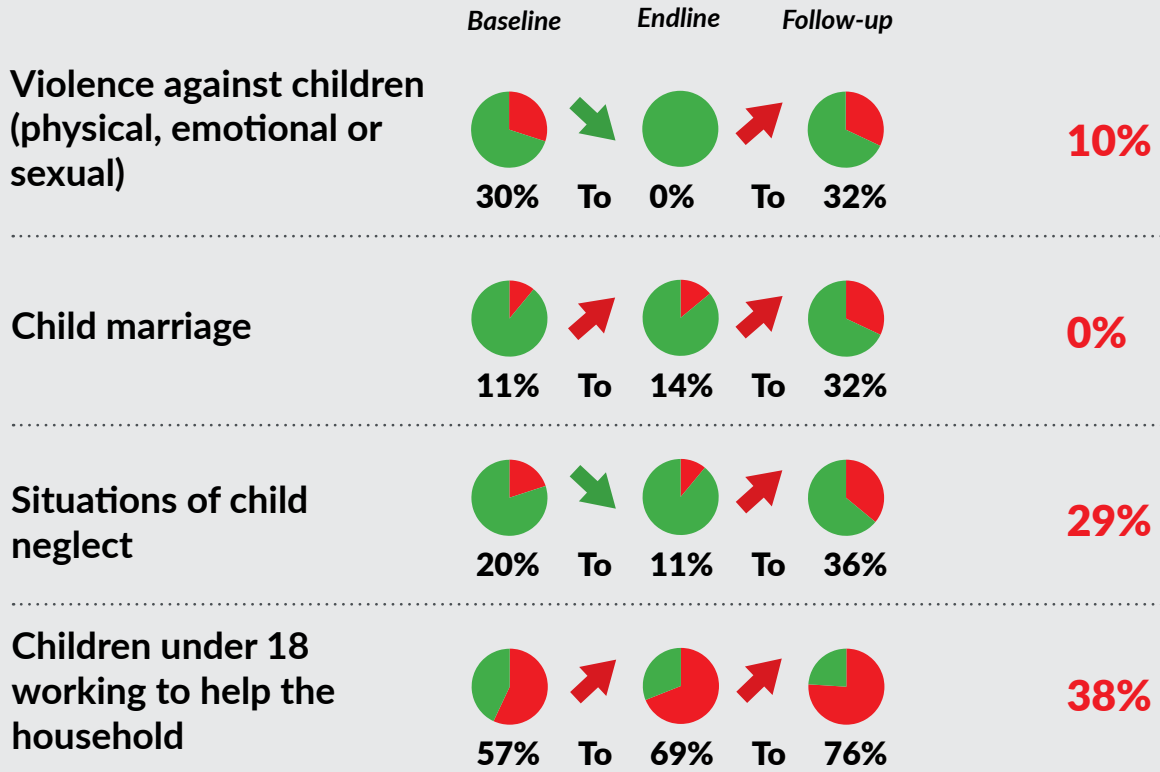 Baseline Endline Follow-up
Violence against children
(physical, emotional or
sexual)
30% To 0% To 32%
10%
Child marriage
11% To 14% To 32%
0%
Situations of child
neglect
20% To 11% To 36%
29%
Children under 18
working to help the
household
57% To 69% To 76%
38%